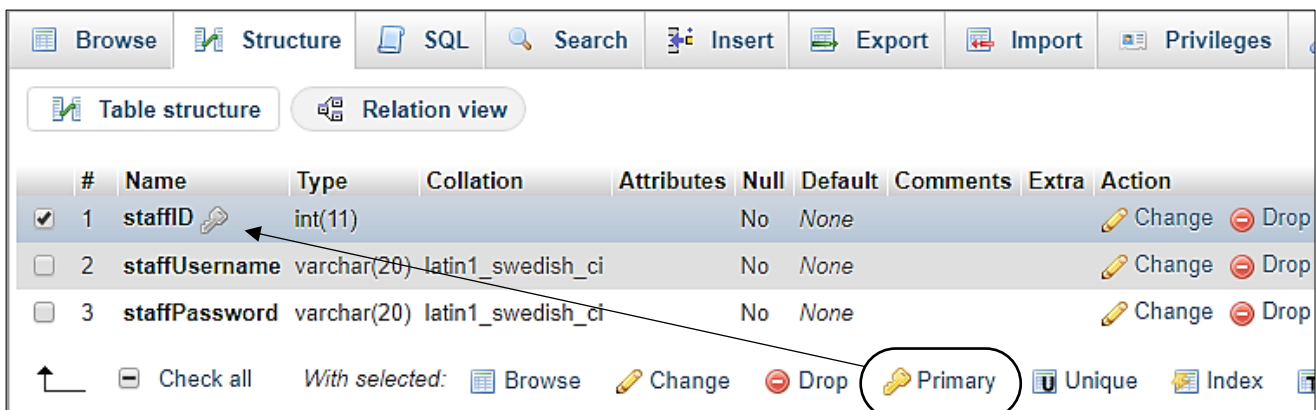 Browse Structure SQL Search Insert Export Import Privileges
Table structure Relation view
# Name Type Collation Attributes Null Default Comments Extra Action
1 staffID int(11) No None Change Drop
2 staffUsername varchar(20) latin1_swedish_ci No None Change Drop
3 staffPassword varchar(20) latin1_swedish_ci No None Change Drop
Check all With selected: Browse Change Drop Primary U Unique Index